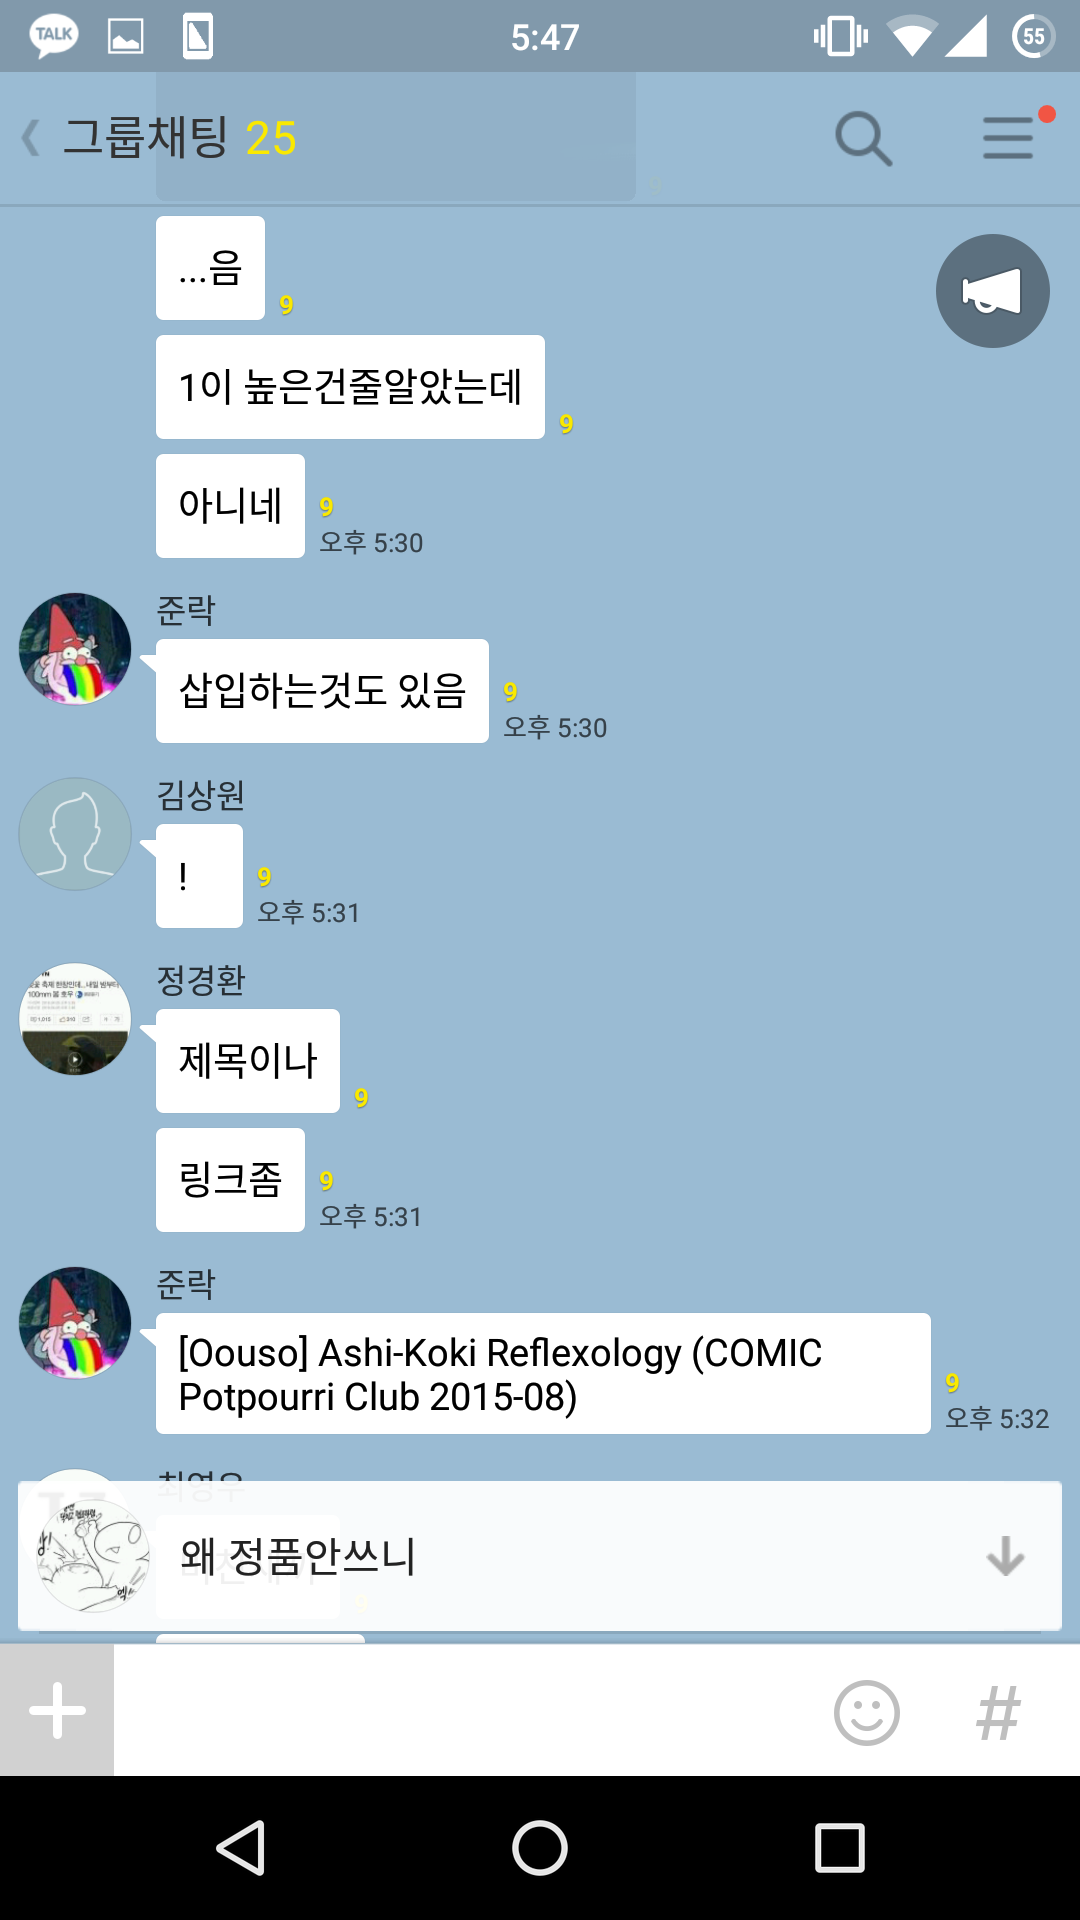 TALK
5:47
55
그룹채팅 25
...음
9
1이 높은건줄알았는데
9
아니네
9
오후 5:30
준락
삽입하는것도 있음
9
오후 5:30
김상원
!
9
오후 5:31
정경환
제목이나
9
링크좀
9
오후 5:31
준락
[Oouso] Ashi-Koki Reflexology (COMIC
Potpourri Club 2015-08)
9
오후 5:32
최영우
왜 정품안쓰니
9
#